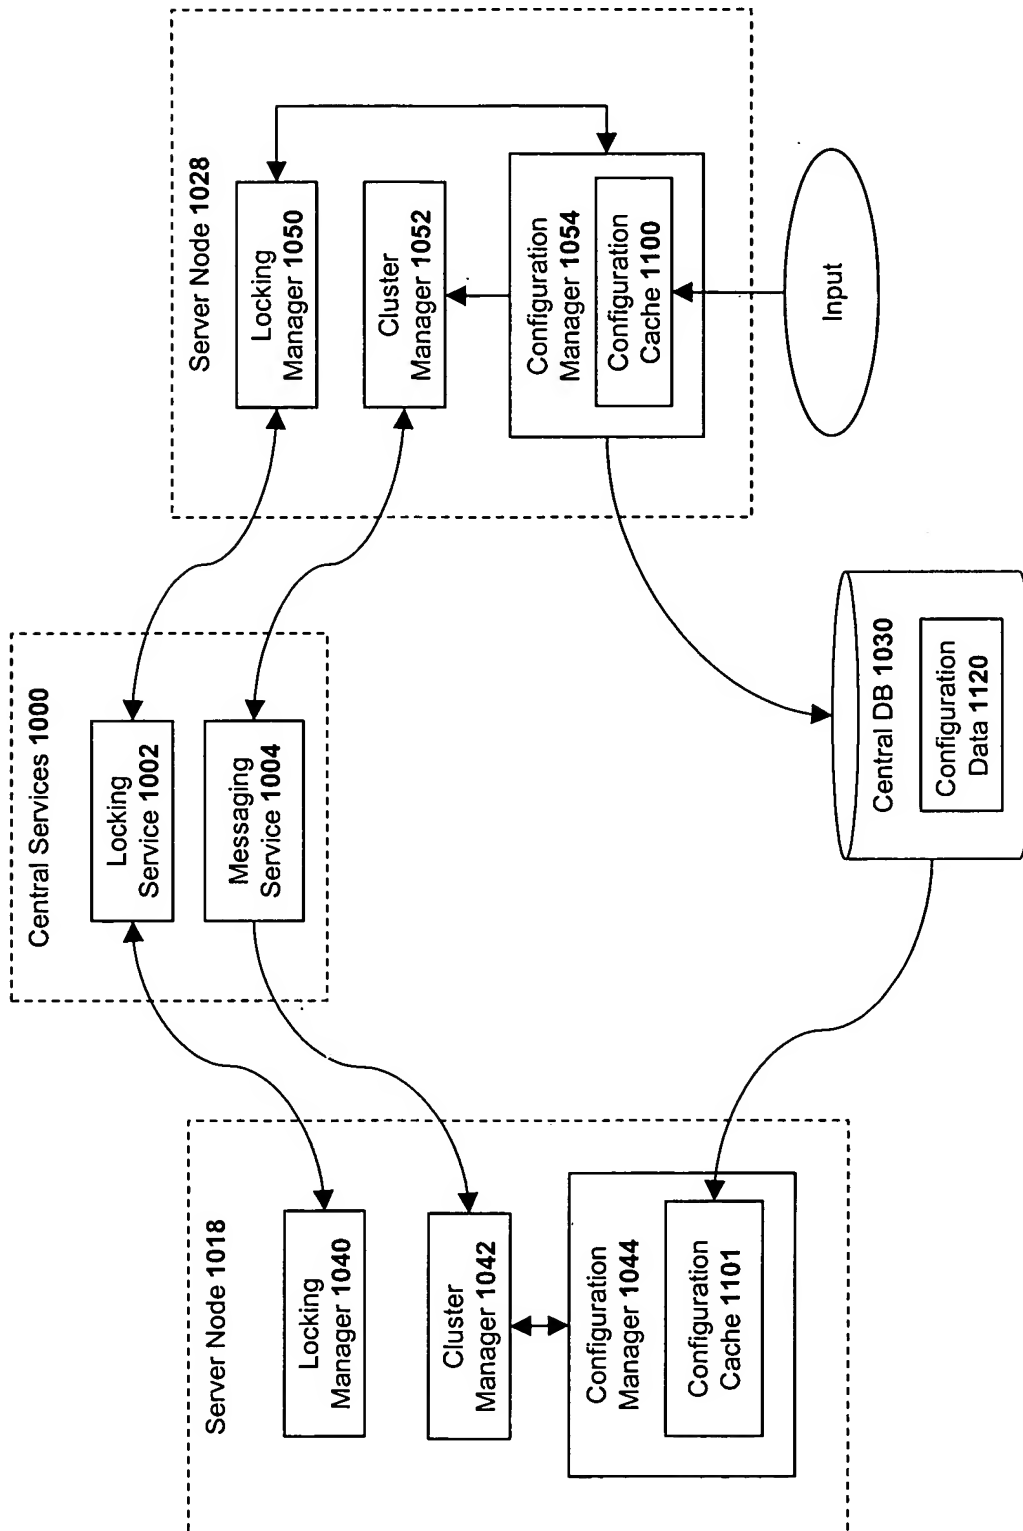 Server Node 1018
Locking
Manager 1040
Cluster
Manager 1042
Configuration
Manager 1044
Configuration
Cache 1101
Central Services 1000
Locking
Service 1002
Messaging
Service 1004
Central DB 1030
Configuration
Data 1120
Server Node 1028
Locking
Manager 1050
Cluster
Manager 1052
Configuration
Manager 1054
Configuration
Cache 1100
Input